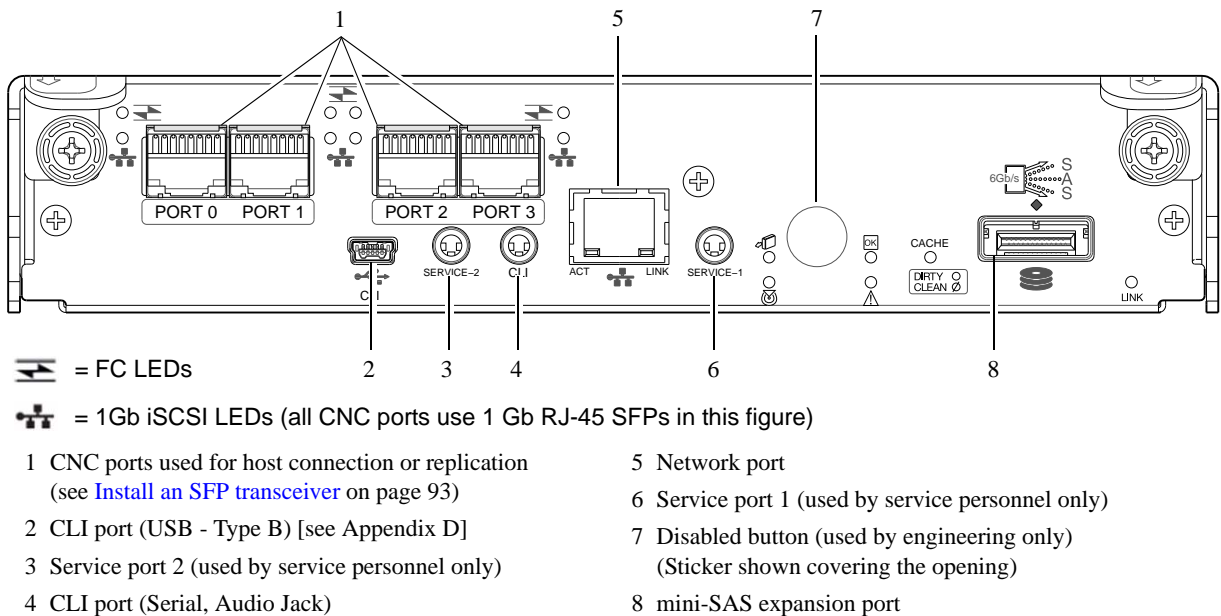 1 5 7
6Gb/s SAS
PORT 0 PORT 1 PORT 2 PORT 3
OK CACHE
SERVICE–2 CLI ACT LINK SERVICE–1
DIRTY
CLEAN
CLI LINK
2 3 4 6 8
= FC LEDs
= 1Gb iSCSI LEDs (all CNC ports use 1 Gb RJ-45 SFPs in this figure)
1 CNC ports used for host connection or replication
(see Install an SFP transceiver on page 93)
2 CLI port (USB - Type B) [see Appendix D]
3 Service port 2 (used by service personnel only)
4 CLI port (Serial, Audio Jack)
5 Network port
6 Service port 1 (used by service personnel only)
7 Disabled button (used by engineering only)
(Sticker shown covering the opening)
8 mini-SAS expansion port